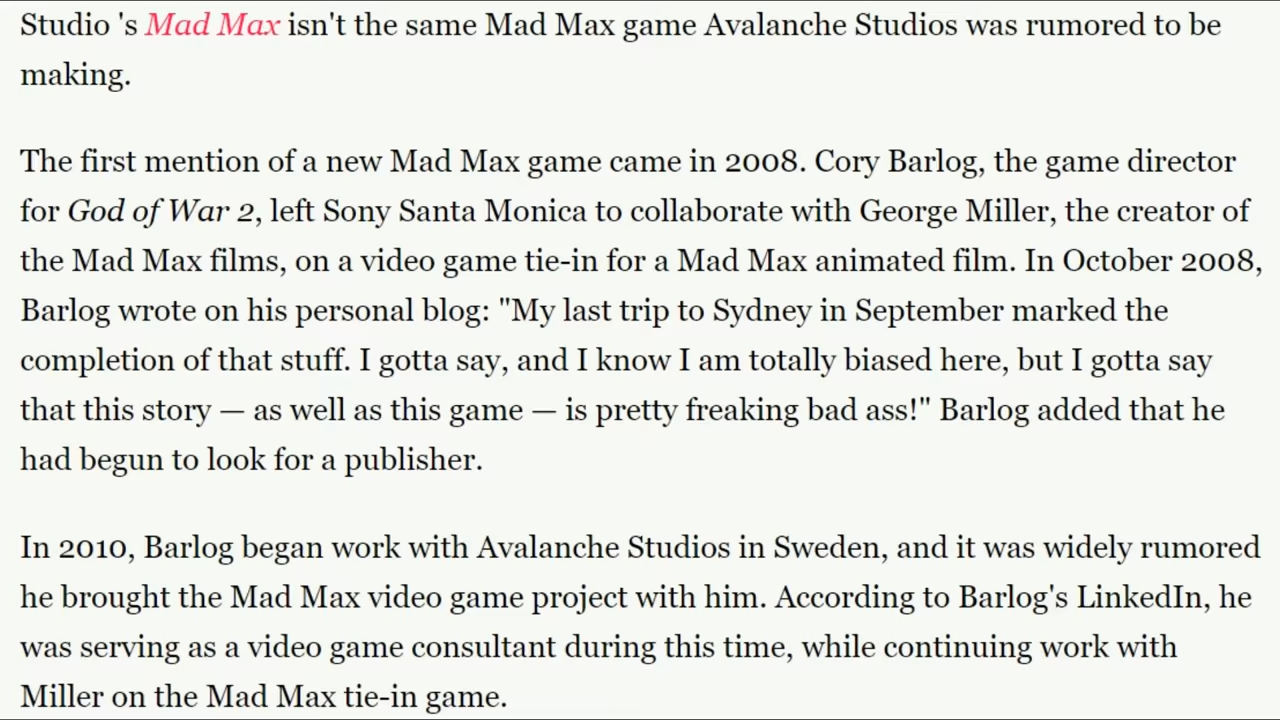 Studio 's Mad Max isn't the same Mad Max game Avalanche Studios was rumored to be
making.
The first mention of a new Mad Max game came in 2008. Cory Barlog, the game director
for God of War 2, left Sony Santa Monica to collaborate with George Miller, the creator of
the Mad Max films, on a video game tie-in for a Mad Max animated film. In October 2008,
Barlog wrote on his personal blog: "My last trip to Sydney in September marked the
completion of that stuff. I gotta say, and I know I am totally biased here, but I gotta say
that this story — as well as this game — is pretty freaking bad ass!" Barlog added that he
had begun to look for a publisher.
In 2010, Barlog began work with Avalanche Studios in Sweden, and it was widely rumored
he brought the Mad Max video game project with him. According to Barlog's LinkedIn, he
was serving as a video game consultant during this time, while continuing work with
Miller on the Mad Max tie-in game.